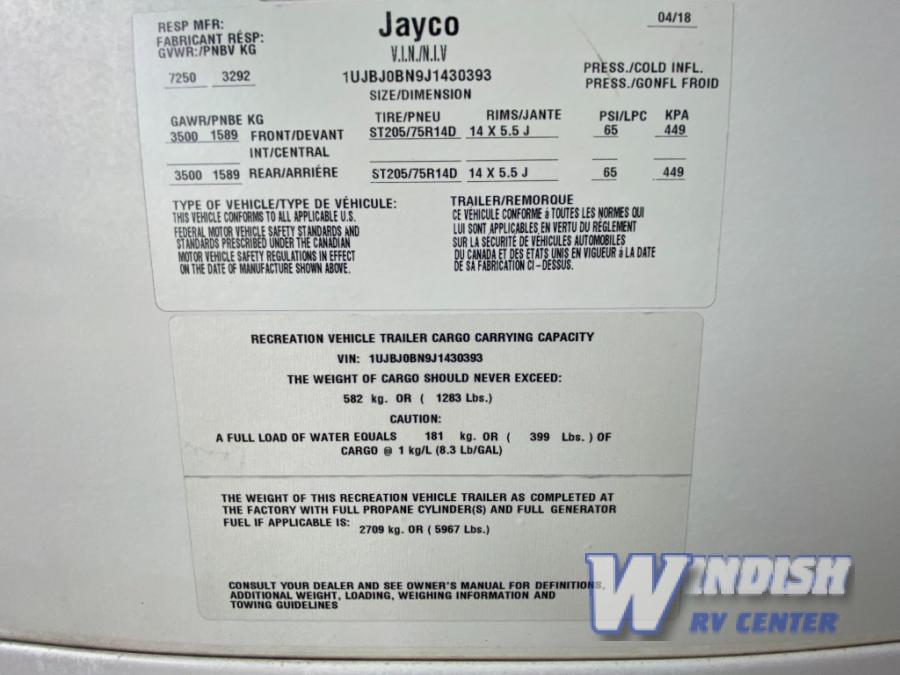 RESP MFR: Jayco 04/18
FABRICANT RESP:
GVWR:/PNBV KG V.I.N./N.I.V
7250 3292 1UJBJ0BN9J1430393 PRESS./COLD INFL.
SIZE/DIMENSION PRESS./GONFL FROID
GAWR/PNBE KG TIRE/PNEU RIMS/JANTE PSI/LPC KPA
3500 1589 FRONT/DEVANT ST205/75R14D 14 X 5.5 J 65 449
INT/CENTRAL
3500 1589 REAR/ARRIÉRE ST205/75R14D 14 X 5.5 J 65 449
TYPE OF VEHICLE/TYPE DE VÉHICULE: TRAILER/REMORQUE
THIS VEHICLE CONFORMS TO ALL APPLICABLE U.S.
FEDERAL MOTOR VEHICLE SAFETY STANDARDS AND
STANDARDS PRESCRIBED UNDER THE CANADIAN
MOTOR VEHICLE SAFETY REGULATIONS IN EFFECT
ON THE DATE OF MANUFACTURE SHOWN ABOVE.
CE VÉHICULE CONFORME à TOUTES LES NORMES QUI
LUI SONT APPLICABLES EN VERTU DU RÉGLEMENT
SUR LA SÉCURITÉ DE VÉHICULES AUTOMOBILES
DU CANADA ET DES ETATS UNIS EN VIGUEUR à LA DATE
DE SA FABRICATION CI-DESSUS.
RECREATION VEHICLE TRAILER CARGO CARRYING CAPACITY
VIN: 1UJBJ0BN9J1430393
THE WEIGHT OF CARGO SHOULD NEVER EXCEED:
582 kg. OR ( 1283 Lbs.)
CAUTION:
A FULL LOAD OF WATER EQUALS 181 kg. OR ( 399 Lbs. ) OF
CARGO @ 1 kg/L (8.3 Lb/GAL)
THE WEIGHT OF THIS RECREATION VEHICLE TRAILER AS COMPLETED AT
THE FACTORY WITH FULL PROPANE CYLINDER(S) AND FULL GENERATOR
FUEL IF APPLICABLE IS: 2709 kg. OR ( 5967 Lbs.)
CONSULT YOUR DEALER AND SEE OWNER'S MANUAL FOR DEFINITIONS,
ADDITIONAL WEIGHT, LOADING, WEIGHING INFORMATION AND
TOWING GUIDELINES
WINDISH
RV CENTER